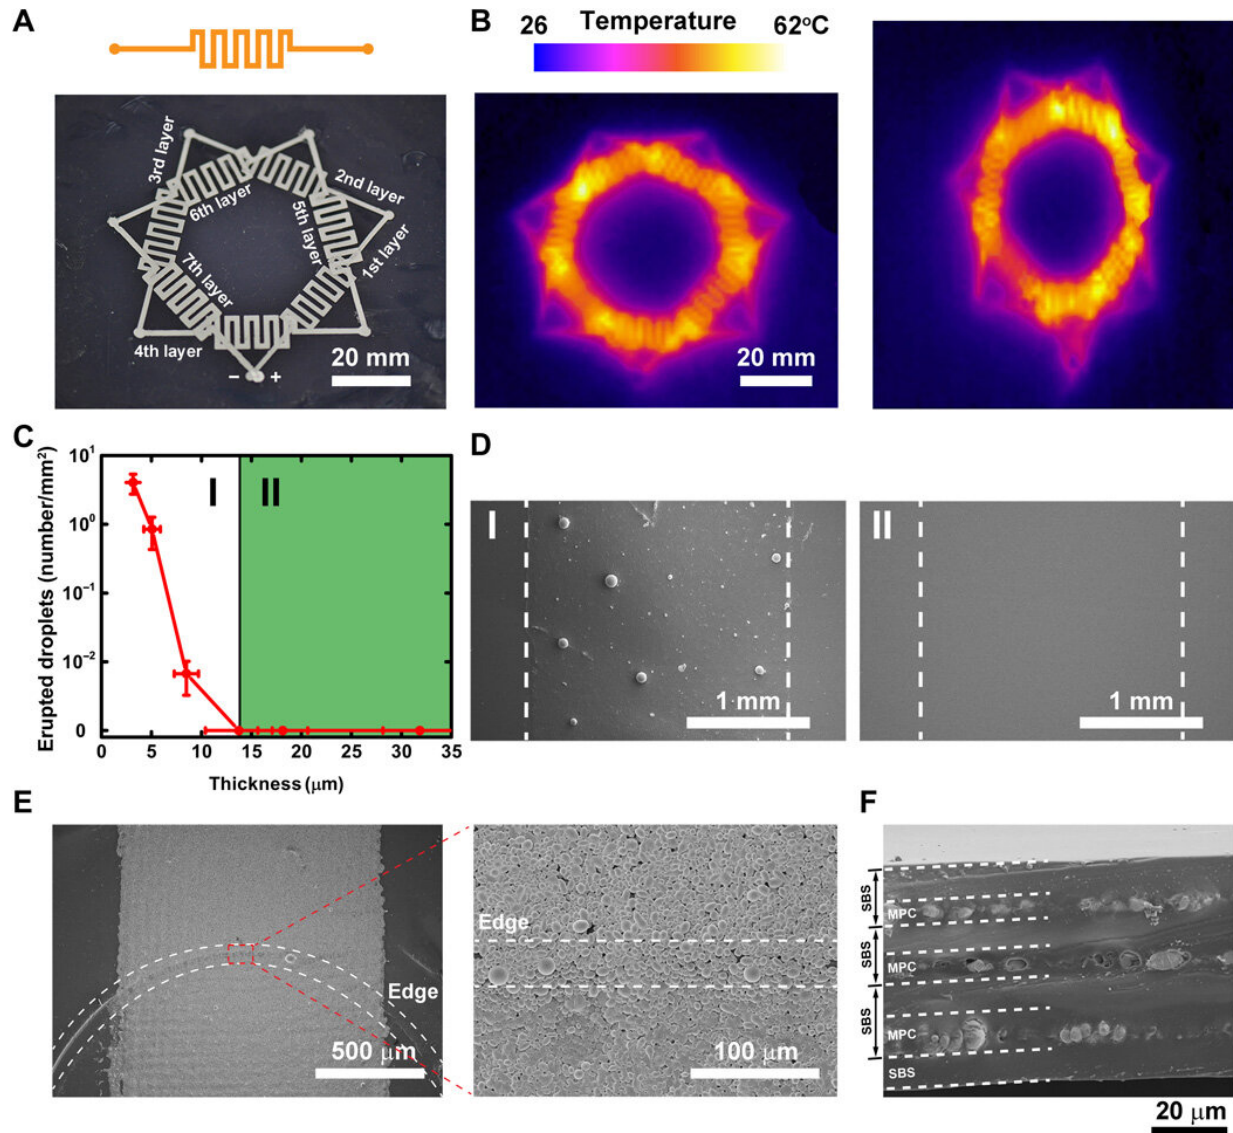 A
3rd layer
6th layer
2nd layer
5th layer
1st layer
7th layer
4th layer
− +
20 mm
B
Temperature
26
62°C
20 mm
C
Erupted droplets (number/mm²)
10¹
10⁰
10⁻¹
10⁻²
0
I
II
0 5 10 15 20 25 30 35
Thickness (μm)
D
I
1 mm
II
1 mm
E
Edge
500 μm
Edge
100 μm
F
SBS
MPC
SBS
MPC
SBS
MPC
SBS
20 μm